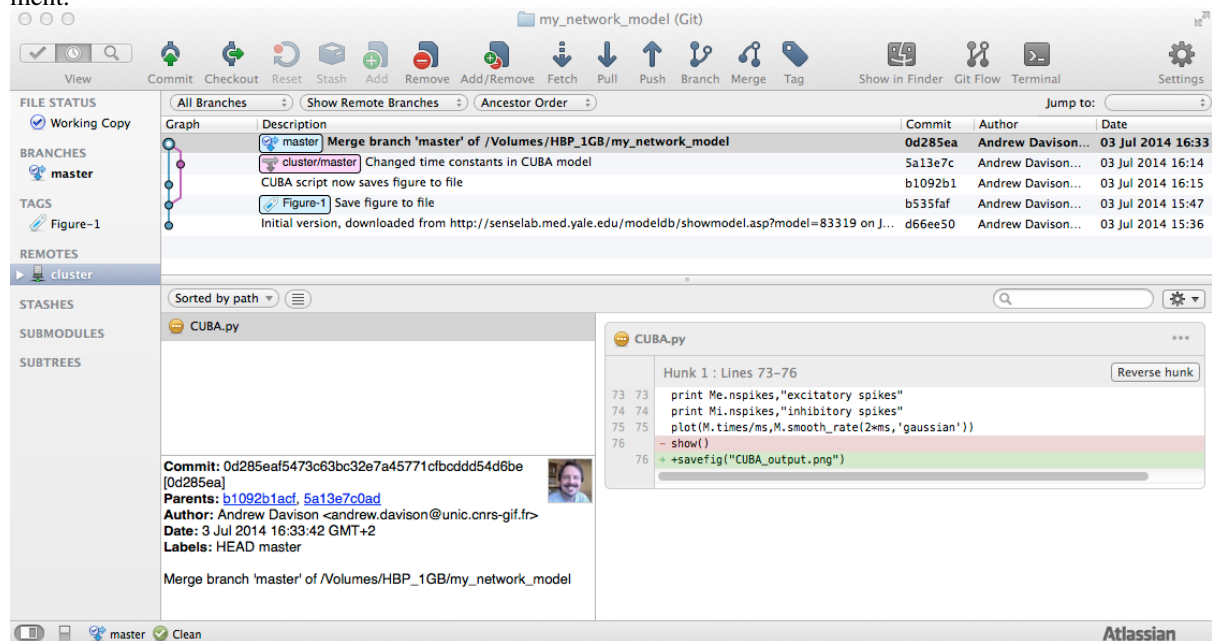 ment.
my_network_model (Git)
View Commit Checkout Reset Stash Add Remove Add/Remove Fetch Pull Push Branch Merge Tag Show in Finder Git Flow Terminal Settings
FILE STATUS
Working Copy
BRANCHES
master
TAGS
Figure-1
REMOTES
cluster
STASHES
SUBMODULES
SUBTREES
All Branches Show Remote Branches Ancestor Order Jump to:
Graph Description Commit Author Date
master Merge branch 'master' of /Volumes/HBP_1GB/my_network_model 0d285ea Andrew Davison... 03 Jul 2014 16:33
cluster/master Changed time constants in CUBA model 5a13e7c Andrew Davison... 03 Jul 2014 16:14
CUBA script now saves figure to file b1092b1 Andrew Davison... 03 Jul 2014 16:15
Figure-1 Save figure to file b535faf Andrew Davison... 03 Jul 2014 15:47
Initial version, downloaded from http://senselab.med.yale.edu/modeldb/showmodel.asp?model=83319 on J... d66ee50 Andrew Davison... 03 Jul 2014 15:36
Sorted by path
CUBA.py
Commit: 0d285eaf5473c63bc32e7a45771cfbcddd54d6be
[0d285ea]
Parents: b1092b1acf, 5a13e7c0ad
Author: Andrew Davison <andrew.davison@unic.cnrs-gif.fr>
Date: 3 Jul 2014 16:33:42 GMT+2
Labels: HEAD master
Merge branch 'master' of /Volumes/HBP_1GB/my_network_model
CUBA.py
Hunk 1 : Lines 73-76 Reverse hunk
73 73 print Me.nspikes,"excitatory spikes"
74 74 print Mi.nspikes,"inhibitory spikes"
75 75 plot(M.times/ms,M.smooth_rate(2*ms,'gaussian'))
76 - show()
76 + +savefig("CUBA_output.png")
master Clean
Atlassian